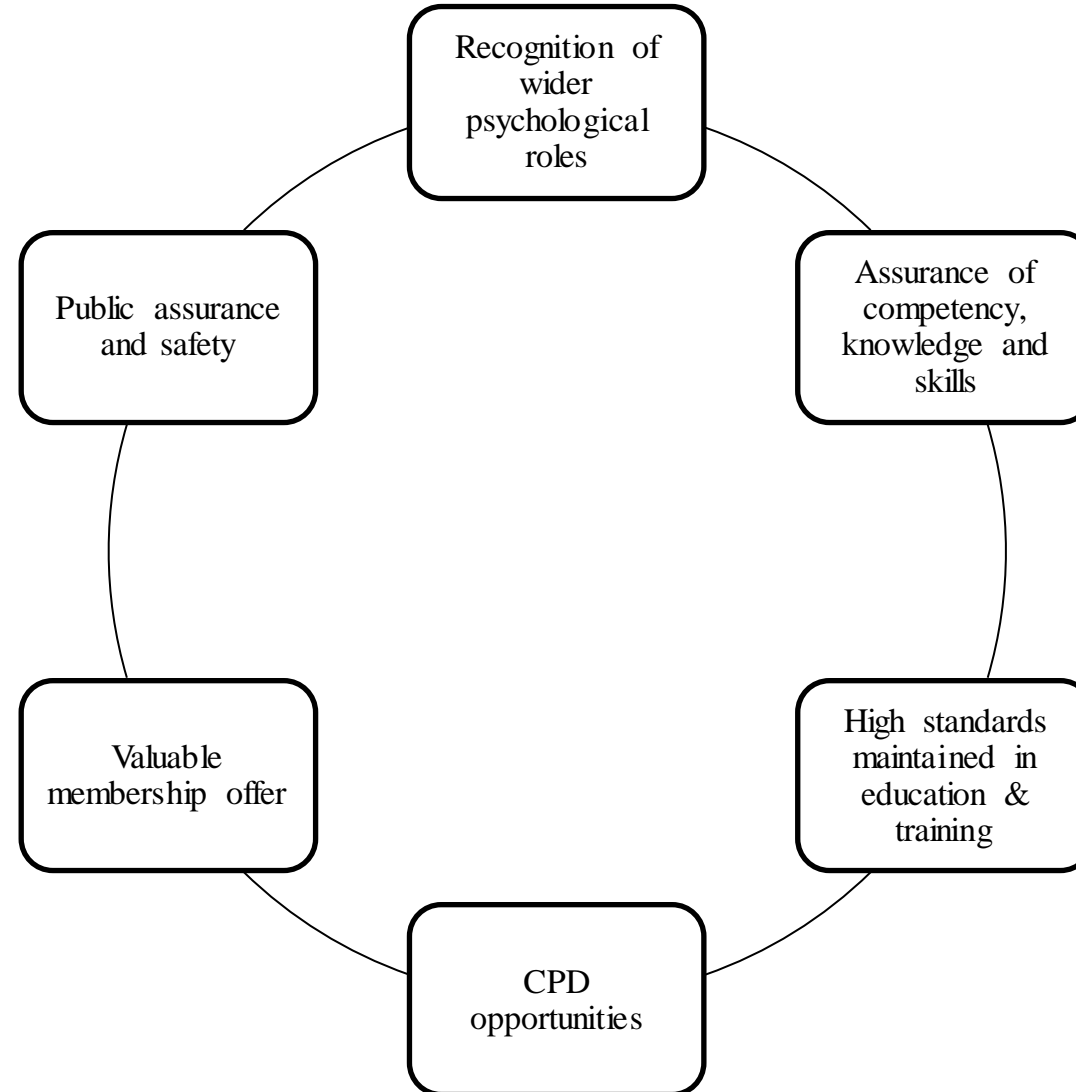 Recognition of
wider
psychological
roles
Assurance of
competency,
knowledge and
skills
High standards
maintained in
education &
training
CPD
opportunities
Valuable
membership offer
Public assurance
and safety